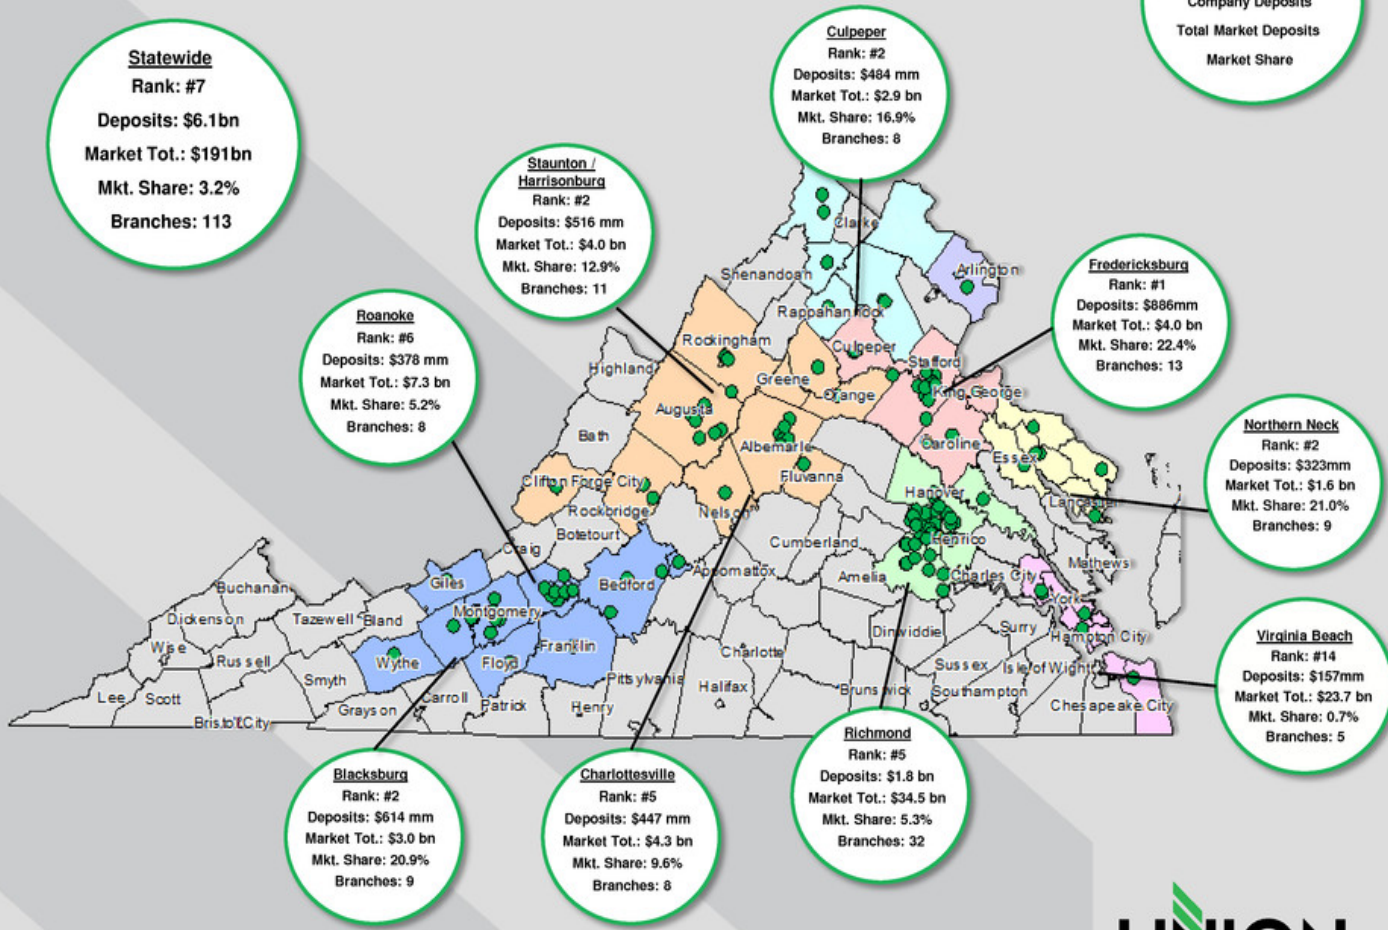 Company Deposits
Total Market Deposits
Market Share
Statewide
Rank: #7
Deposits: $6.1bn
Market Tot.: $191bn
Mkt. Share: 3.2%
Branches: 113
Culpeper
Rank: #2
Deposits: $484 mm
Market Tot.: $2.9 bn
Mkt. Share: 16.9%
Branches: 8
Staunton /
Harrisonburg
Rank: #2
Deposits: $516 mm
Market Tot.: $4.0 bn
Mkt. Share: 12.9%
Branches: 11
Fredericksburg
Rank: #1
Deposits: $886mm
Market Tot.: $4.0 bn
Mkt. Share: 22.4%
Branches: 13
Roanoke
Rank: #6
Deposits: $378 mm
Market Tot.: $7.3 bn
Mkt. Share: 5.2%
Branches: 8
Northern Neck
Rank: #2
Deposits: $323mm
Market Tot.: $1.6 bn
Mkt. Share: 21.0%
Branches: 9
Virginia Beach
Rank: #14
Deposits: $157mm
Market Tot.: $23.7 bn
Mkt. Share: 0.7%
Branches: 5
Blacksburg
Rank: #2
Deposits: $614 mm
Market Tot.: $3.0 bn
Mkt. Share: 20.9%
Branches: 9
Charlottesville
Rank: #5
Deposits: $447 mm
Market Tot.: $4.3 bn
Mkt. Share: 9.6%
Branches: 8
Richmond
Rank: #5
Deposits: $1.8 bn
Market Tot.: $34.5 bn
Mkt. Share: 5.3%
Branches: 32
Clarke
Shenandoah
Arlington
Rappahannock
Rockingham
Culpeper
Stafford
Highland
Greene
Orange
King George
Augusta
Bath
Albemarle
Caroline
Essex
Clifton Forge City
Fluvanna
Hanover
Lancaster
Rockbridge
Nelson
Botetourt
Craig
Cumberland
Henrico
Mathews
Buchanan
Giles
Bedford
Appomattox
Amelia
Charles City
York
Dickenson
Tazewell
Bland
Montgomery
Dinwiddie
Surry
Hampton City
Wise
Russell
Wythe
Floyd
Franklin
Charlotte
Sussex
Isle of Wight
Smyth
Pittsylvania
Halifax
Brunswick
Southampton
Lee
Scott
Carroll
Patrick
Grayson
Henry
Chesapeake City
Bristol City
UNION